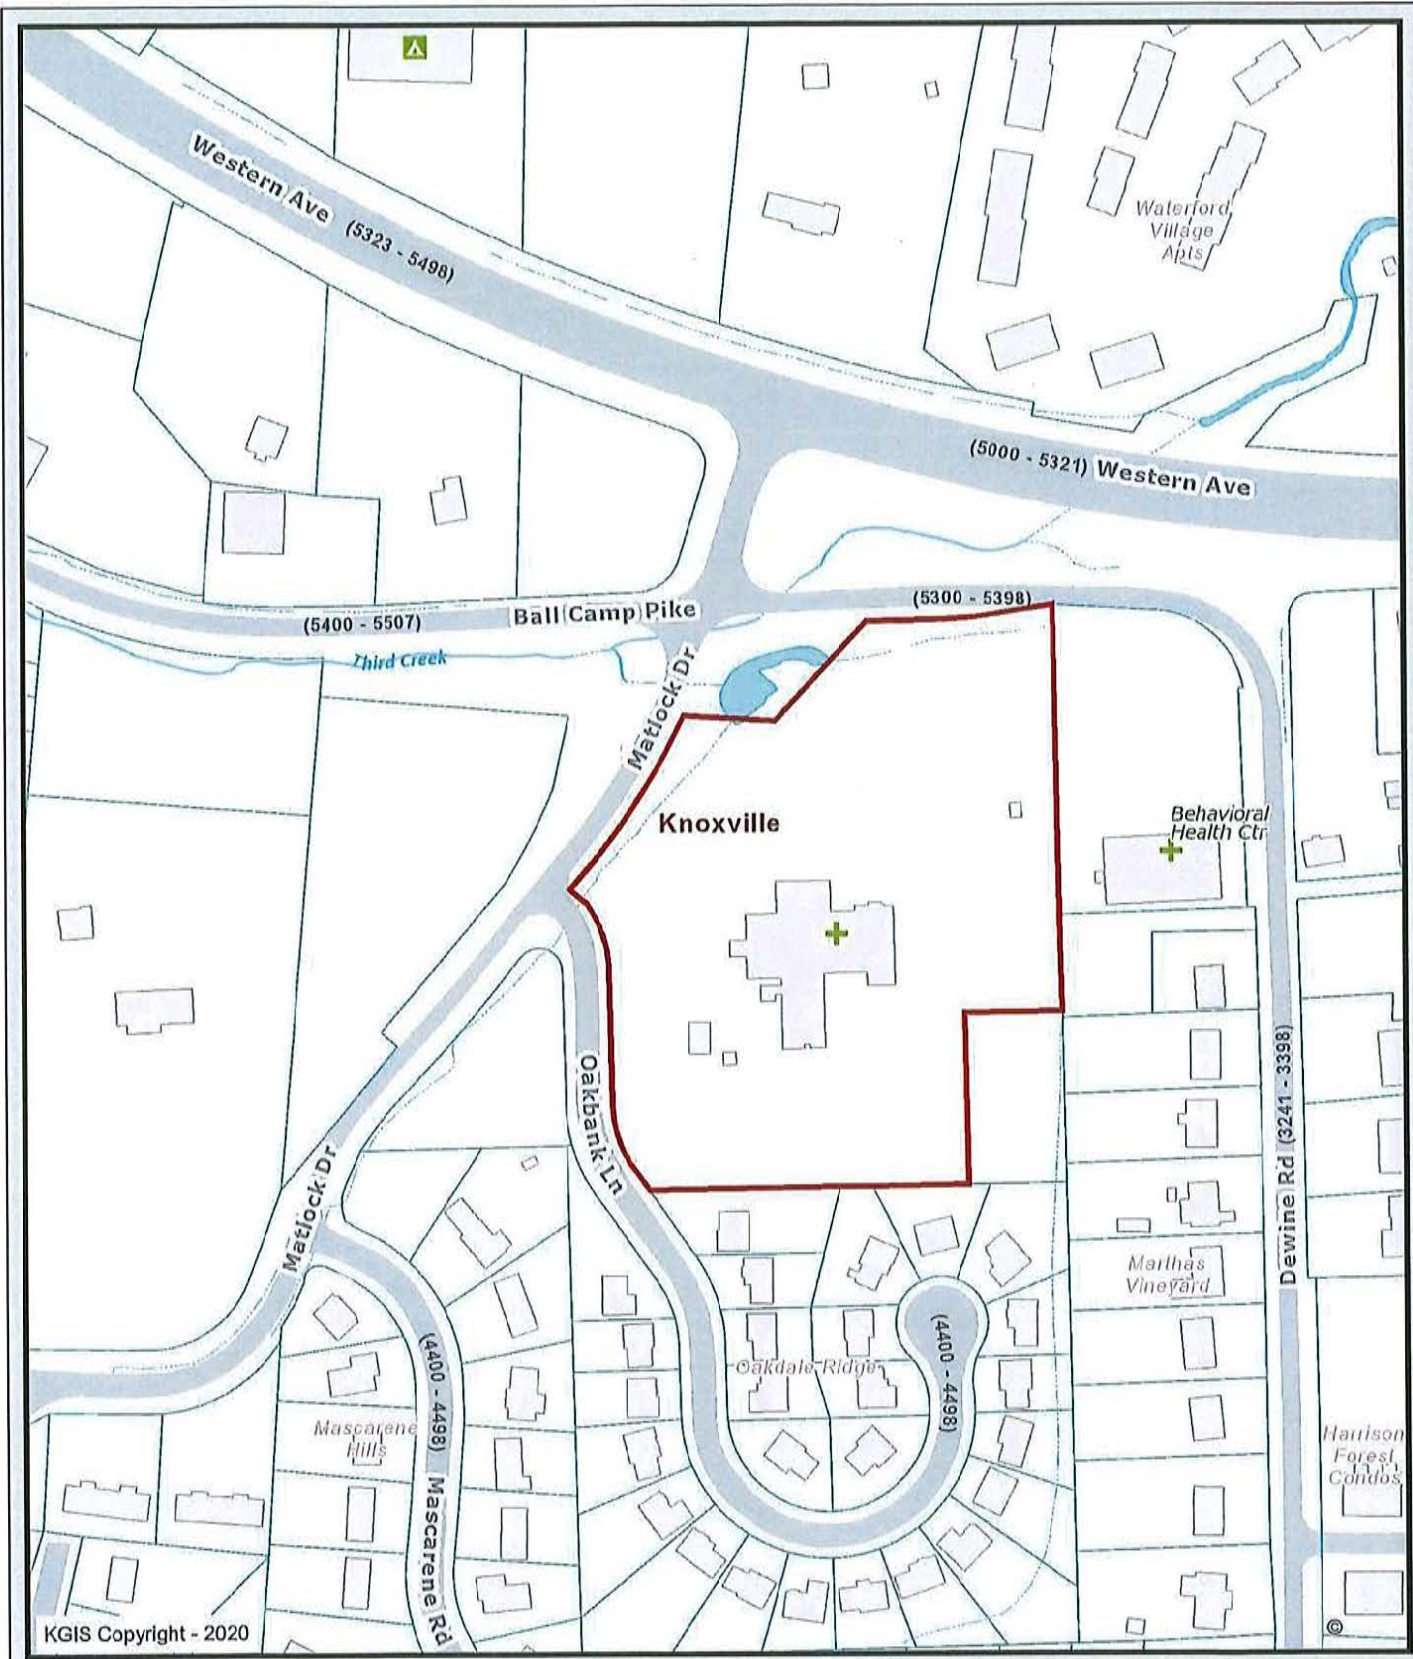 Western Ave (5323 - 5498)
Waterford
Village
Apts
(5000 - 5321) Western Ave
(5300 - 5398)
Ball Camp Pike
(5400 - 5507)
Third Creek
Matlock Dr
Knoxville
Behavioral
Health Ctr
Oakbank Ln
Dewine Rd (3241 - 3398)
Matlock Dr
Marthas
Vineyard
(4400 - 4498)
(4400 - 4498)
Oakdale Ridge
Mascarene
Hills
Harrison
Forest
Condos
Mascarene Rd
KGIS Copyright - 2020
©